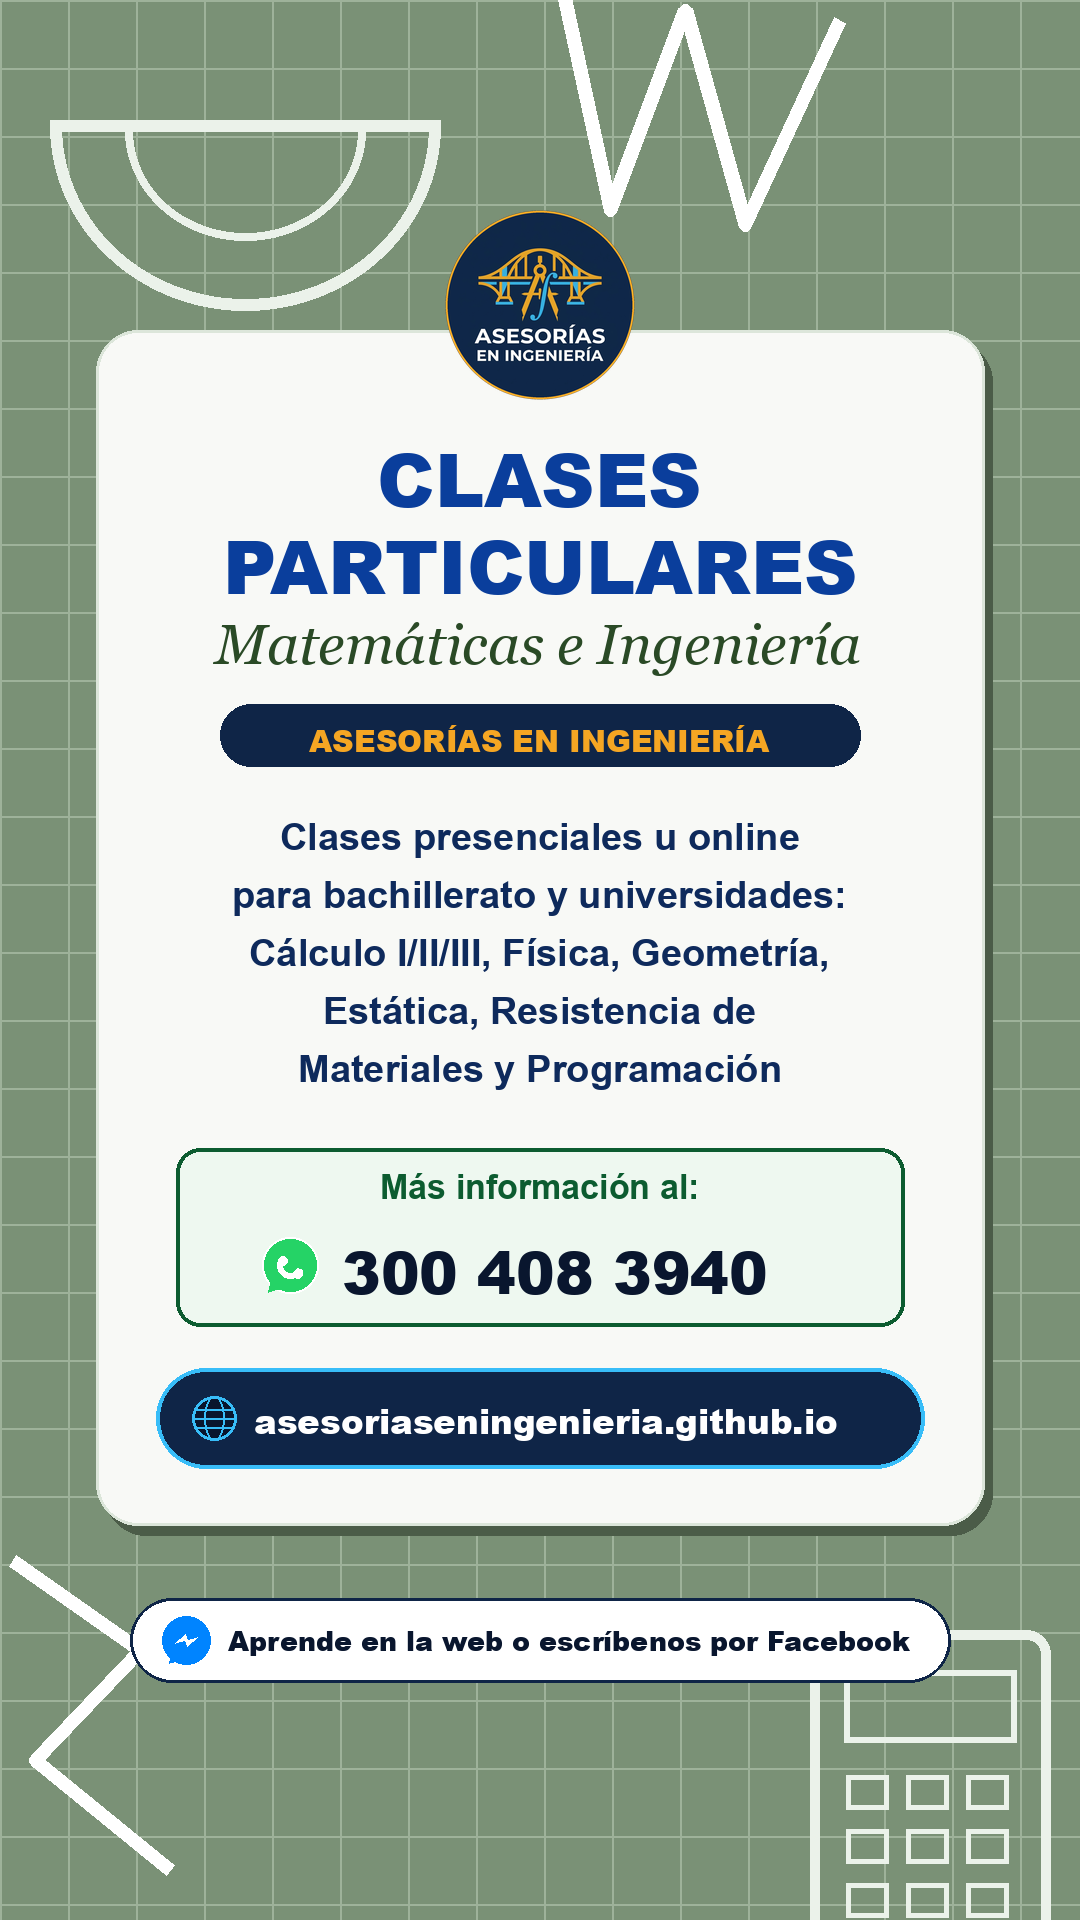 ASESORÍAS
EN INGENIERÍA
CLASES
PARTICULARES
Matemáticas e Ingeniería
ASESORÍAS EN INGENIERÍA
Clases presenciales u online
para bachillerato y universidades:
Cálculo I/II/III, Física, Geometría,
Estática, Resistencia de
Materiales y Programación
Más información al:
300 408 3940
asesoriaseningenieria.github.io
Aprende en la web o escríbenos por Facebook